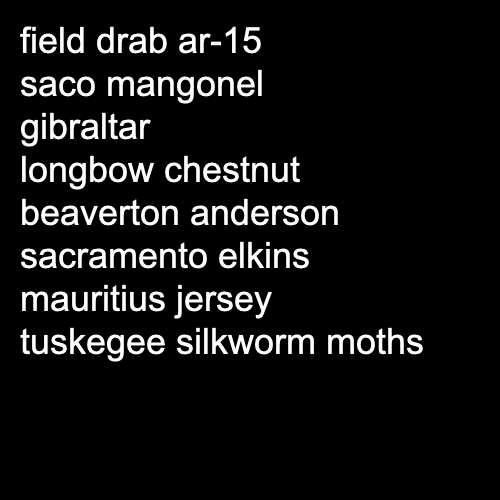 field drab ar-15
saco mangonel
gibraltar
longbow chestnut
beaverton anderson
sacramento elkins
mauritius jersey
tuskegee silkworm moths